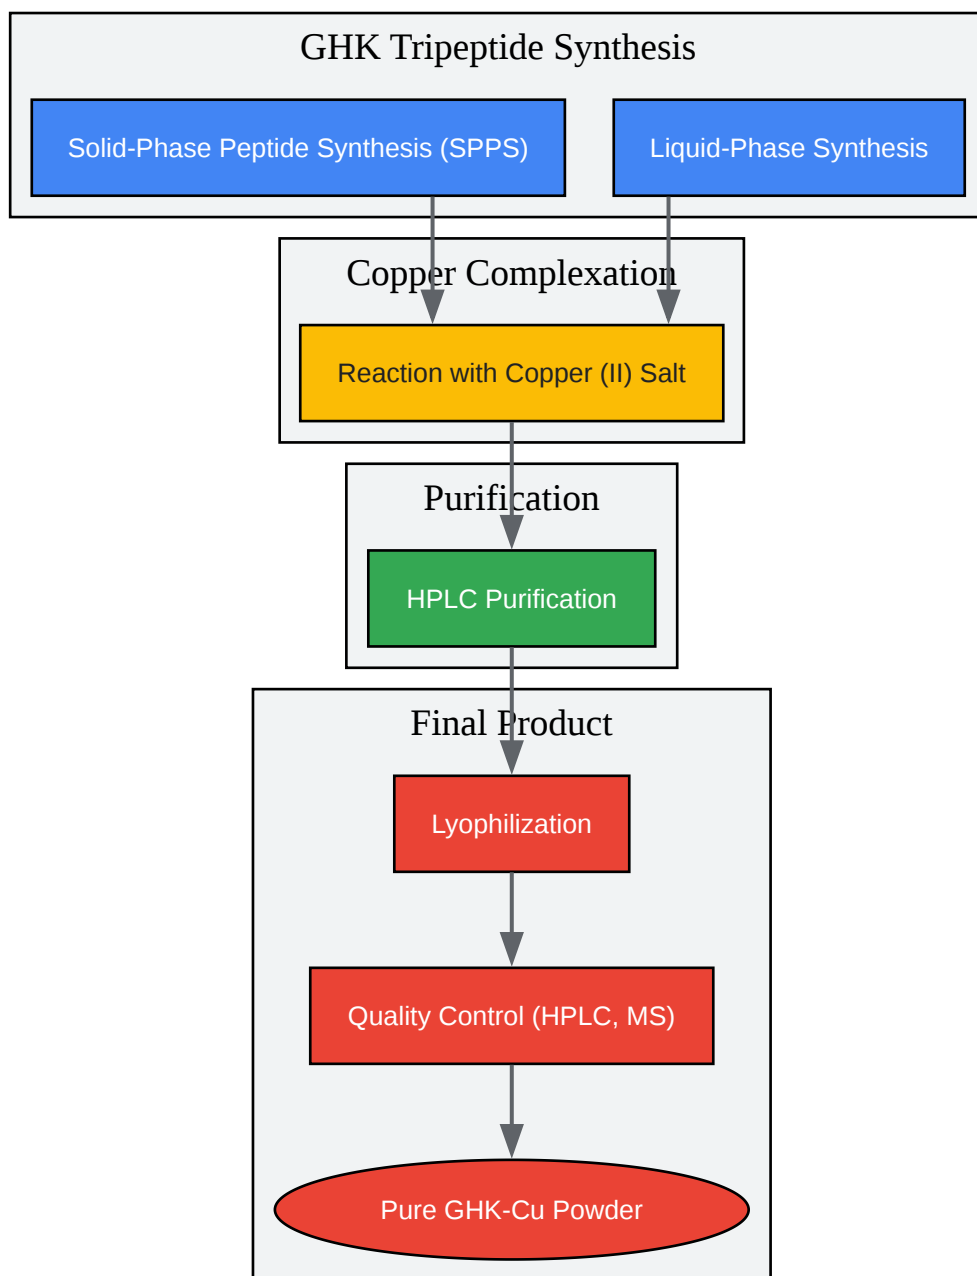 GHK Tripeptide Synthesis
Solid-Phase Peptide Synthesis (SPPS)
Liquid-Phase Synthesis
Copper Complexation
Reaction with Copper (II) Salt
Purification
HPLC Purification
Final Product
Lyophilization
Quality Control (HPLC, MS)
Pure GHK-Cu Powder